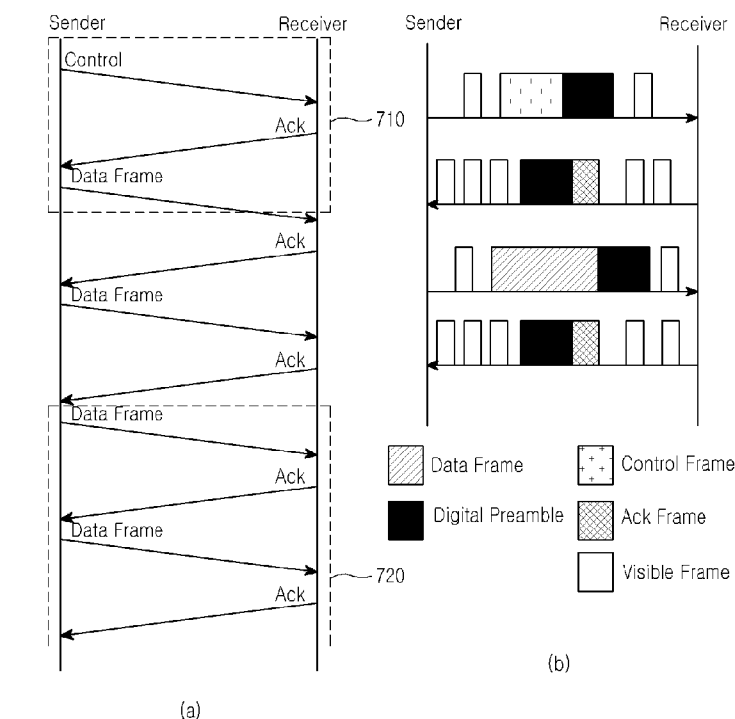 Sender
Receiver
Control
Ack
710
Data Frame
Ack
Data Frame
Ack
Data Frame
Ack
Data Frame
720
Ack
(a)
Sender
Receiver
Data Frame
Control Frame
Digital Preamble
Ack Frame
Visible Frame
(b)